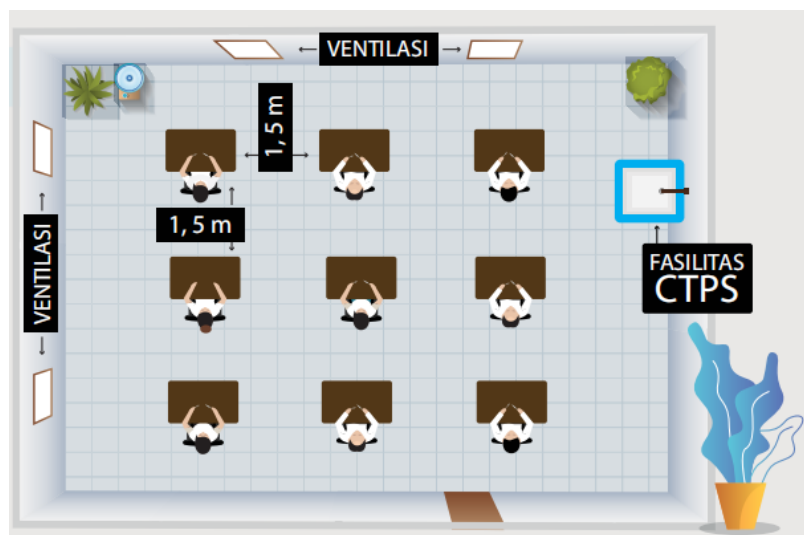 VENTILASI
1, 5 m
1, 5 m
VENTILASI
FASILITAS
CTPS